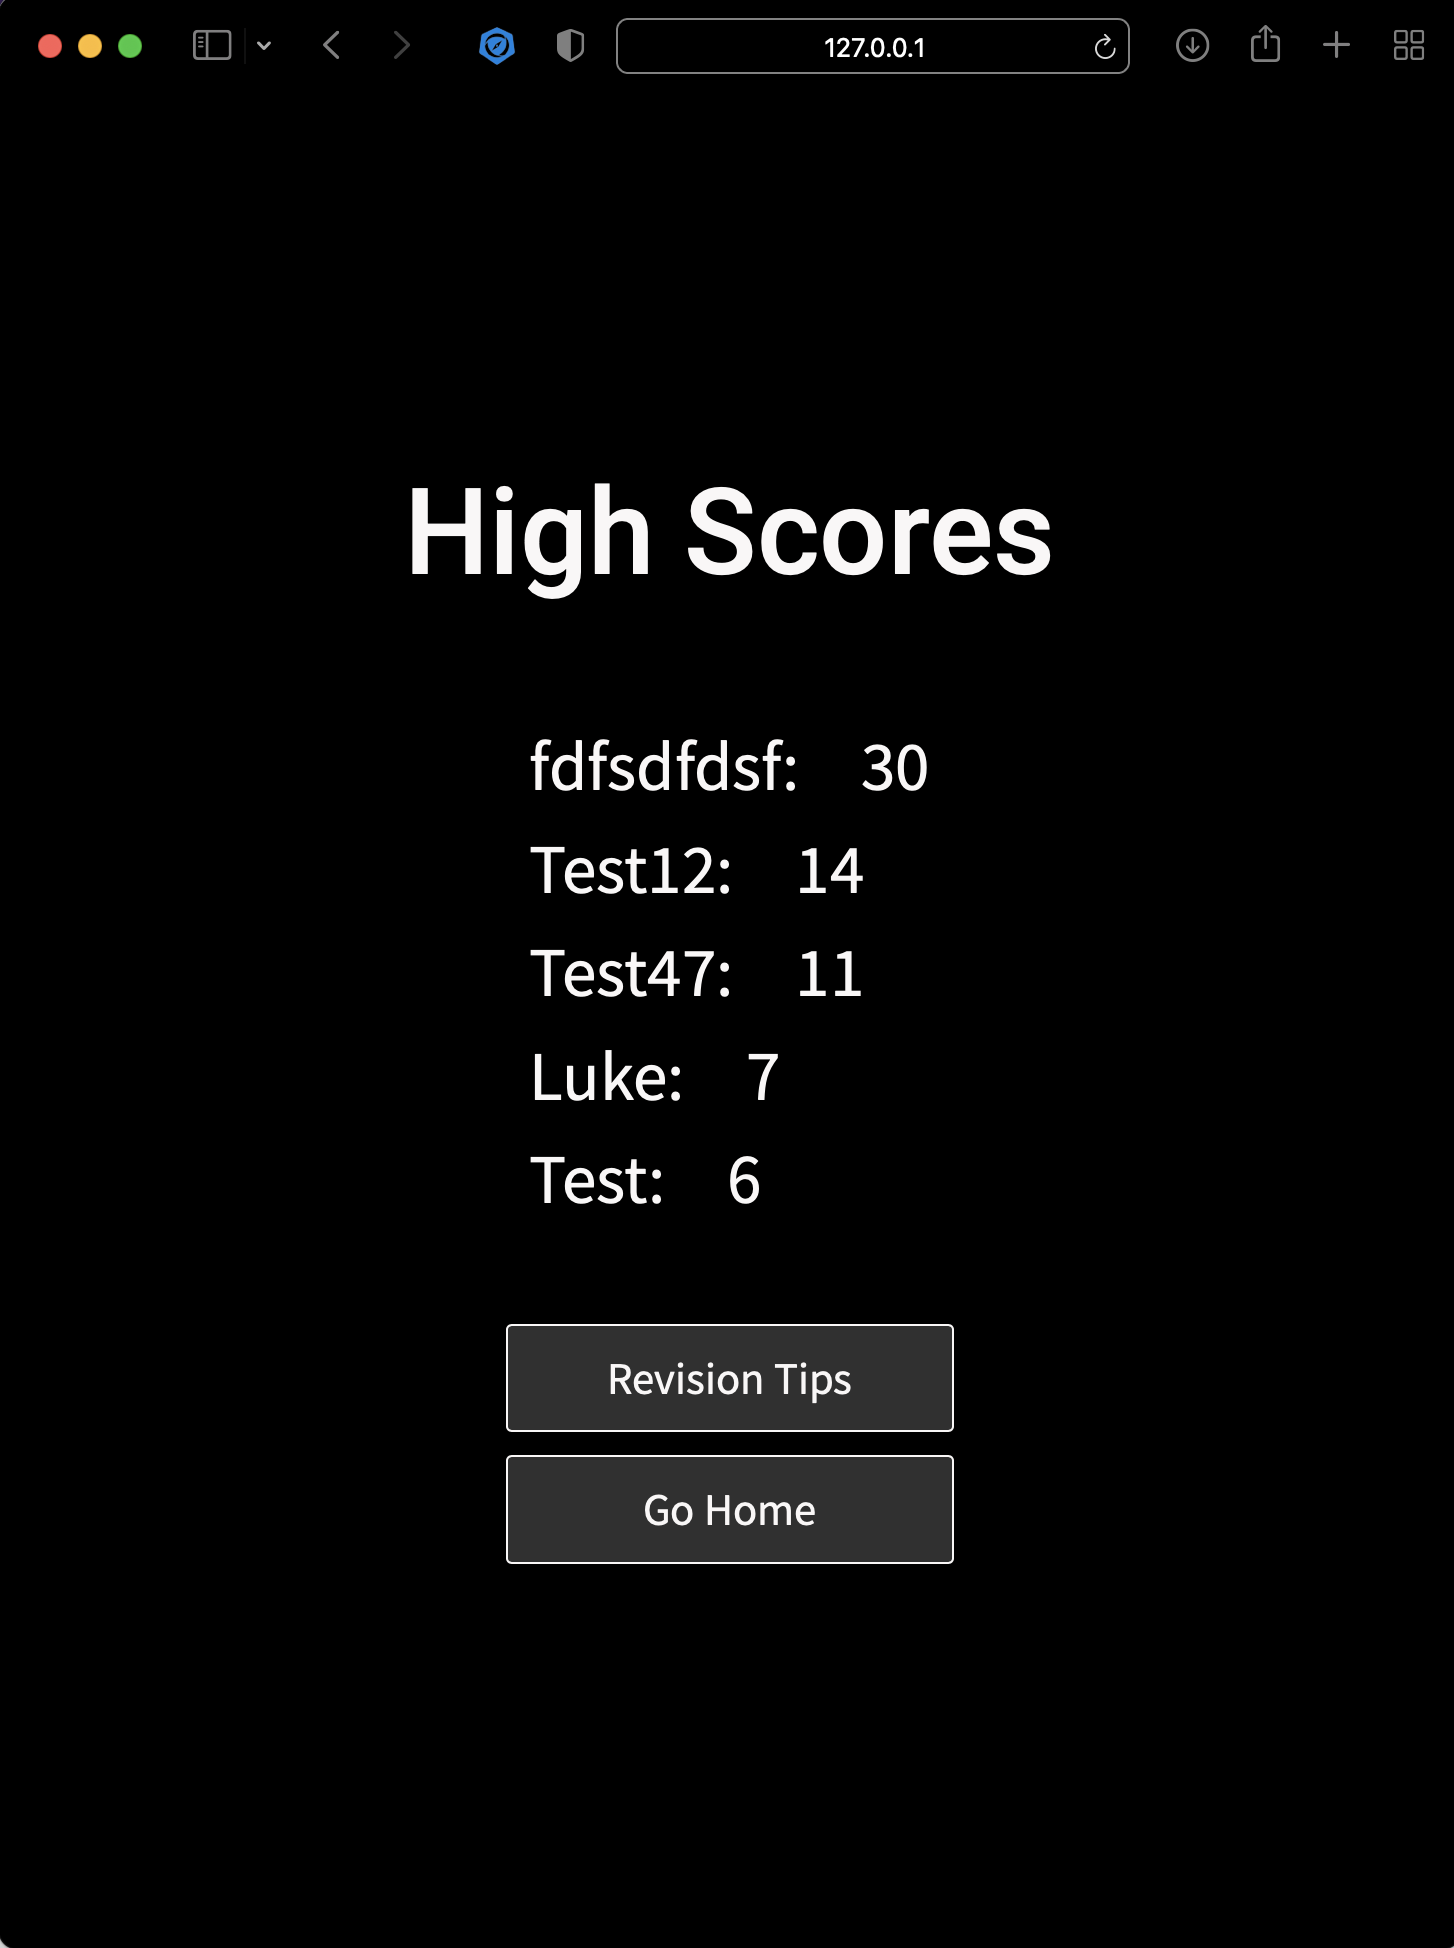 127.0.0.1
High Scores
fdfsdfdsf: 30
Test12: 14
Test47: 11
Luke: 7
Test: 6
Revision Tips
Go Home